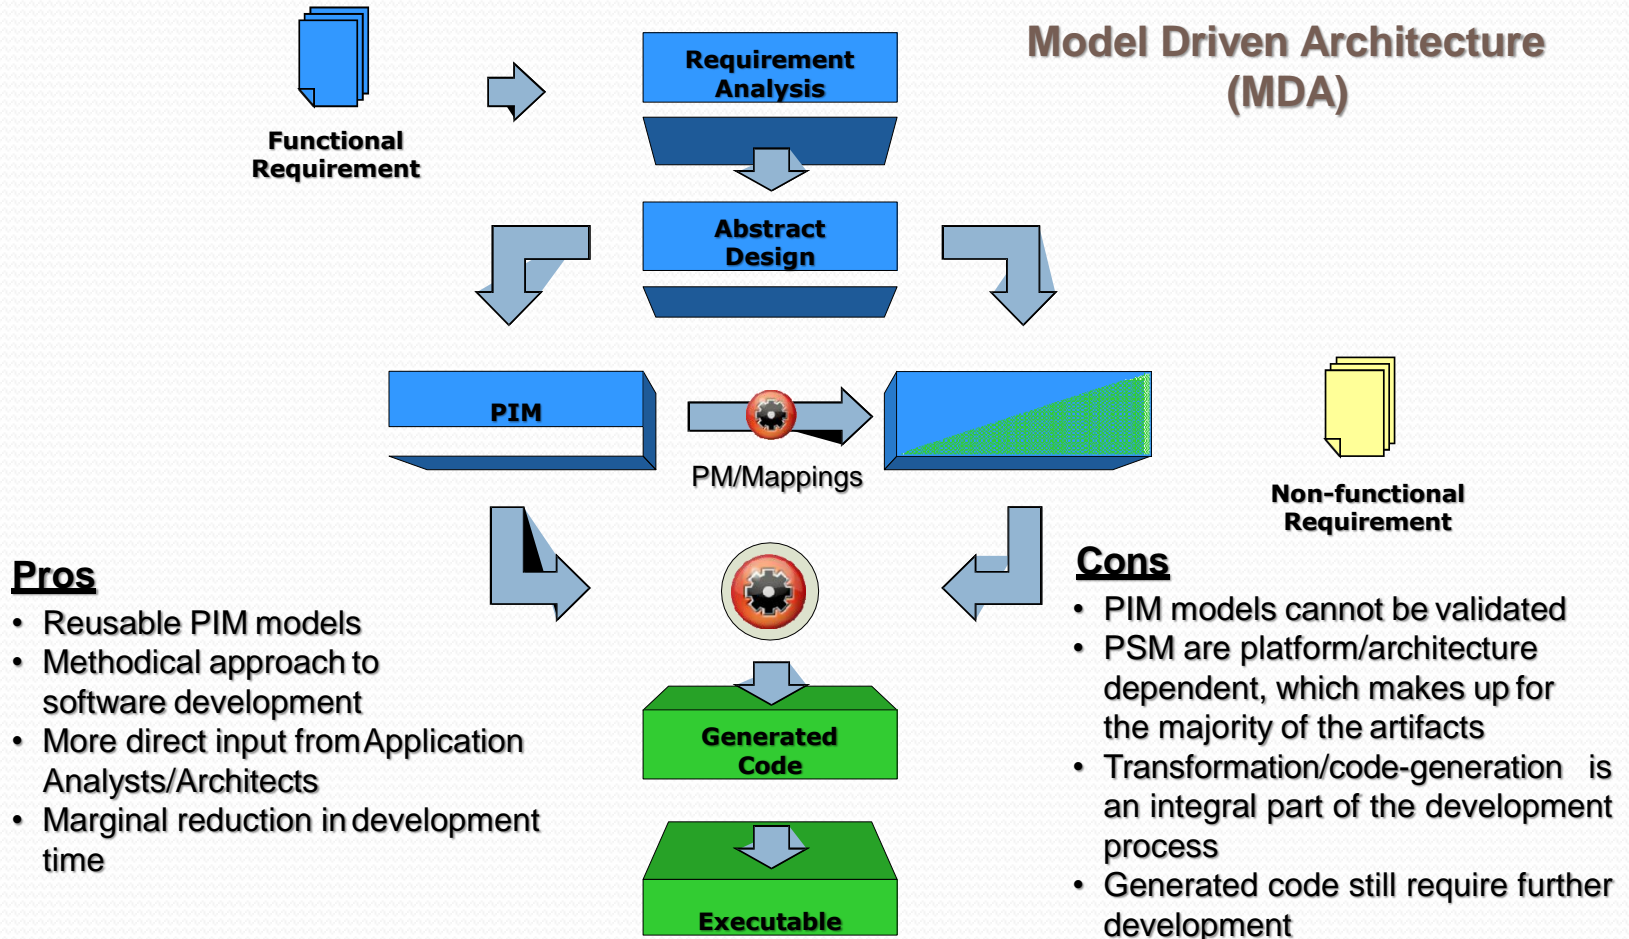 Model Driven Architecture
(MDA)
Functional
Requirement
Requirement
Analysis
Abstract
Design
PIM
PM/Mappings
Non-functional
Requirement
Pros
• Reusable PIM models
• Methodical approach to
software development
• More direct input from Application
Analysts/Architects
• Marginal reduction in development
time
Generated
Code
Executable
Cons
• PIM models cannot be validated
• PSM are platform/architecture
dependent, which makes up for
the majority of the artifacts
• Transformation/code-generation is
an integral part of the development
process
• Generated code still require further
development